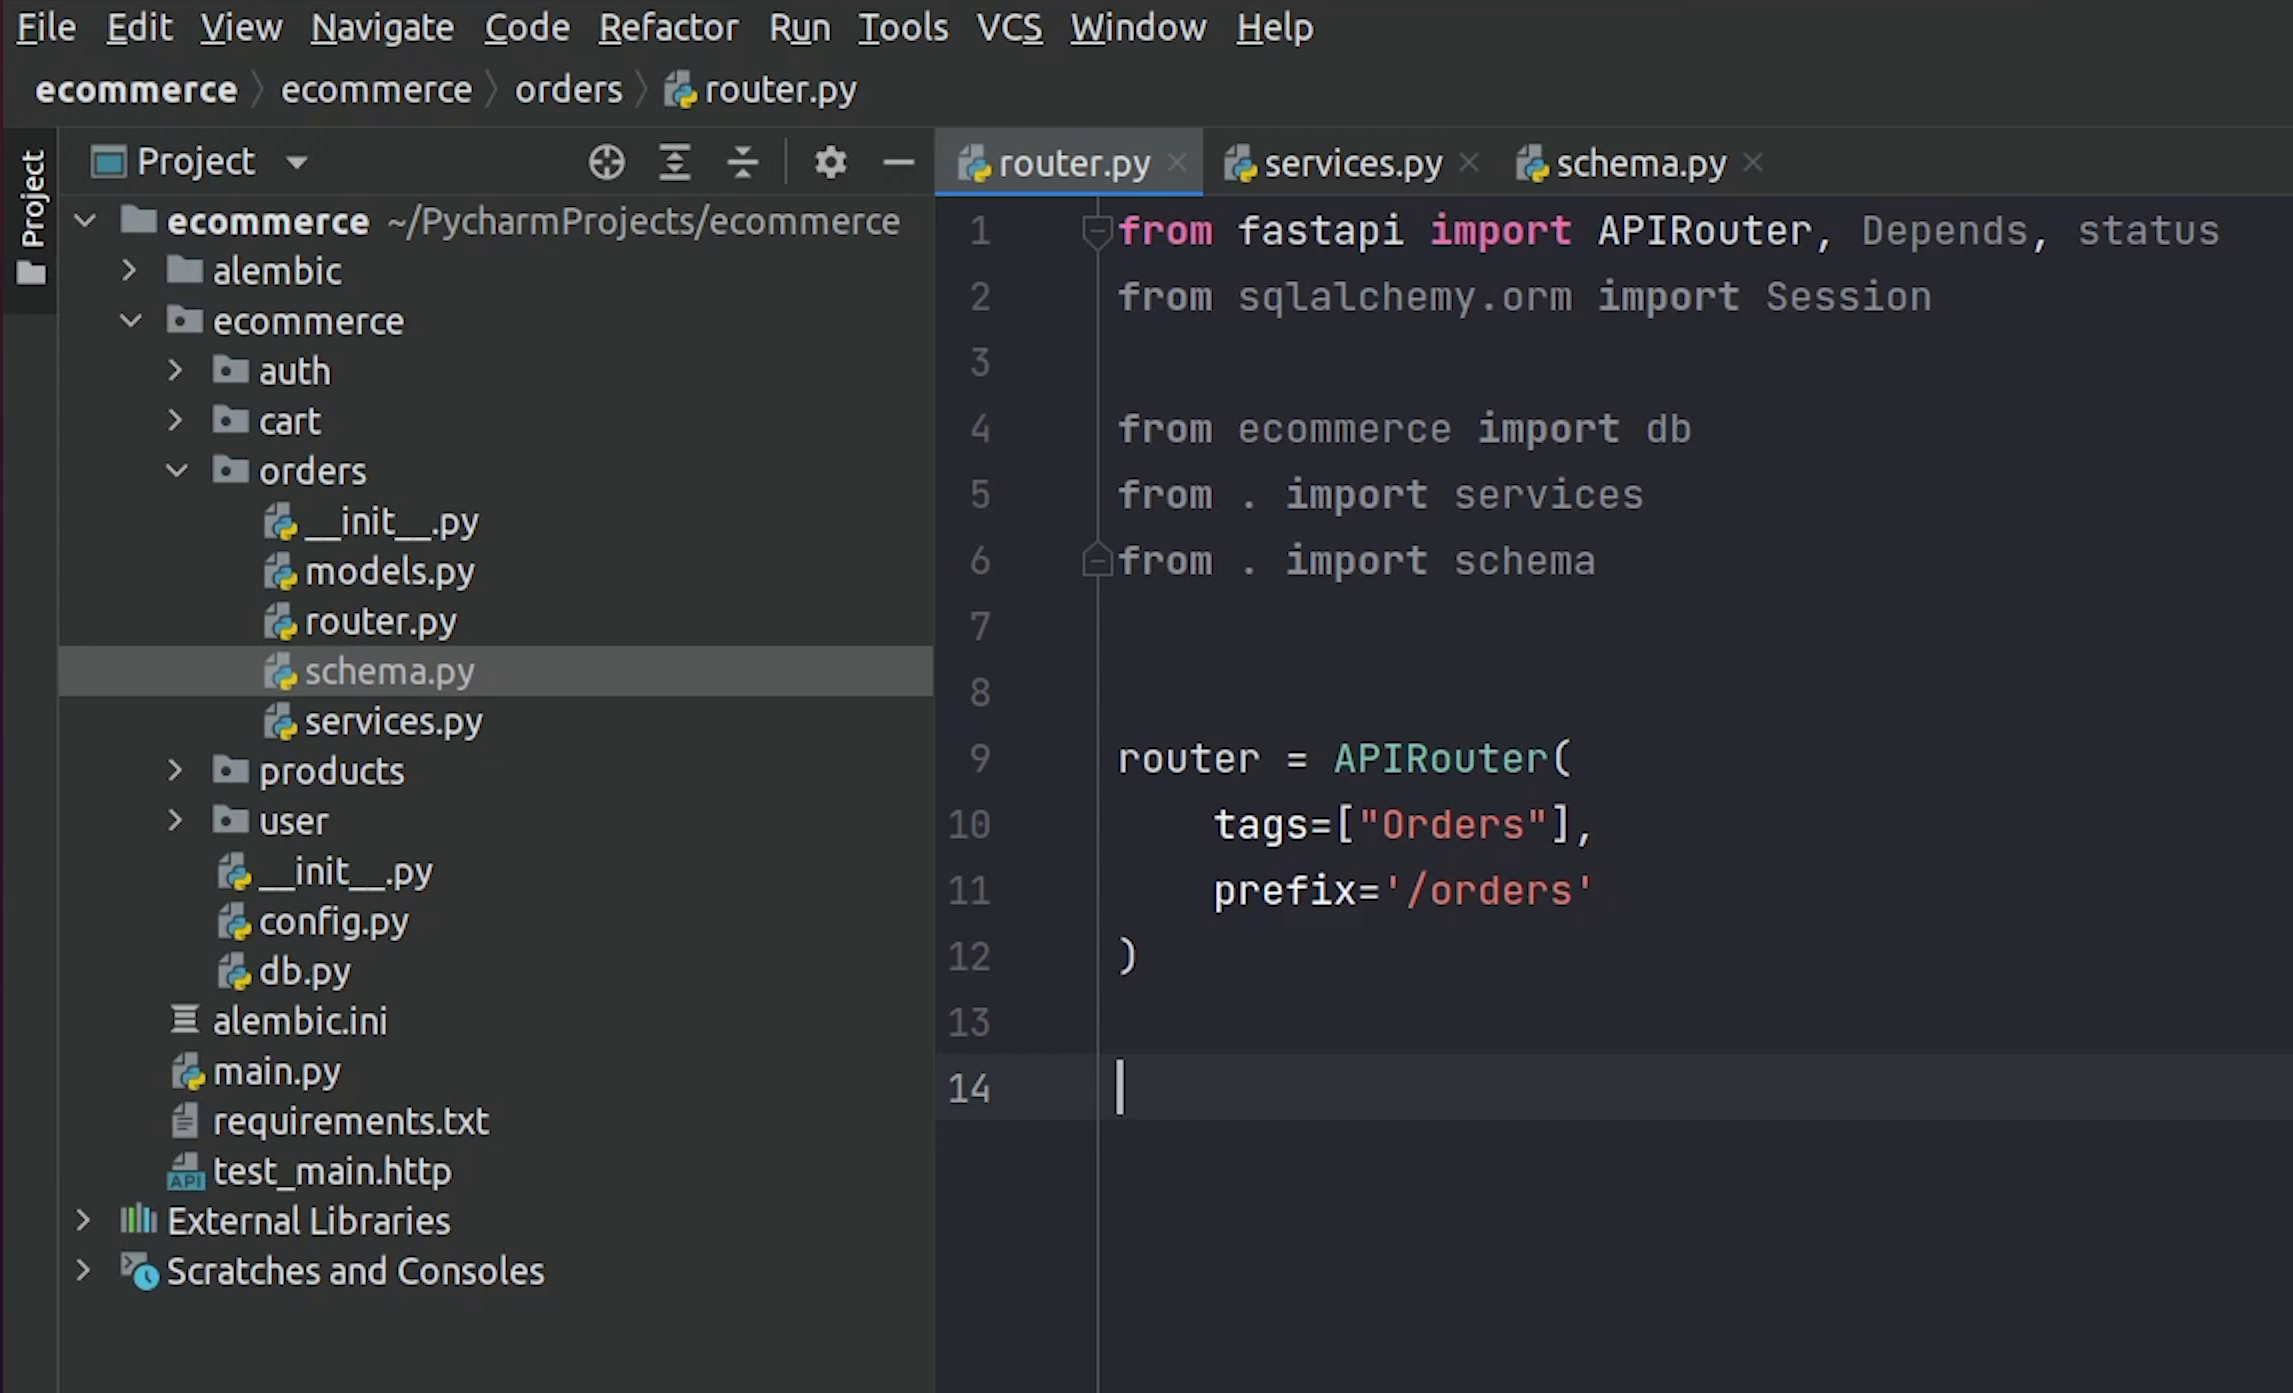 File Edit View Navigate Code Refactor Run Tools VCS Window Help
ecommerce ecommerce orders router.py
Project
Project
router.py services.py schema.py
ecommerce ~/PycharmProjects/ecommerce
alembic
ecommerce
auth
cart
orders
__init__.py
models.py
router.py
schema.py
services.py
products
user
__init__.py
config.py
db.py
alembic.ini
main.py
requirements.txt
API test_main.http
External Libraries
Scratches and Consoles
1 from fastapi import APIRouter, Depends, status
2 from sqlalchemy.orm import Session
3
4 from ecommerce import db
5 from . import services
6 from . import schema
7
8
9 router = APIRouter(
10     tags=["Orders"],
11     prefix='/orders'
12 )
13
14